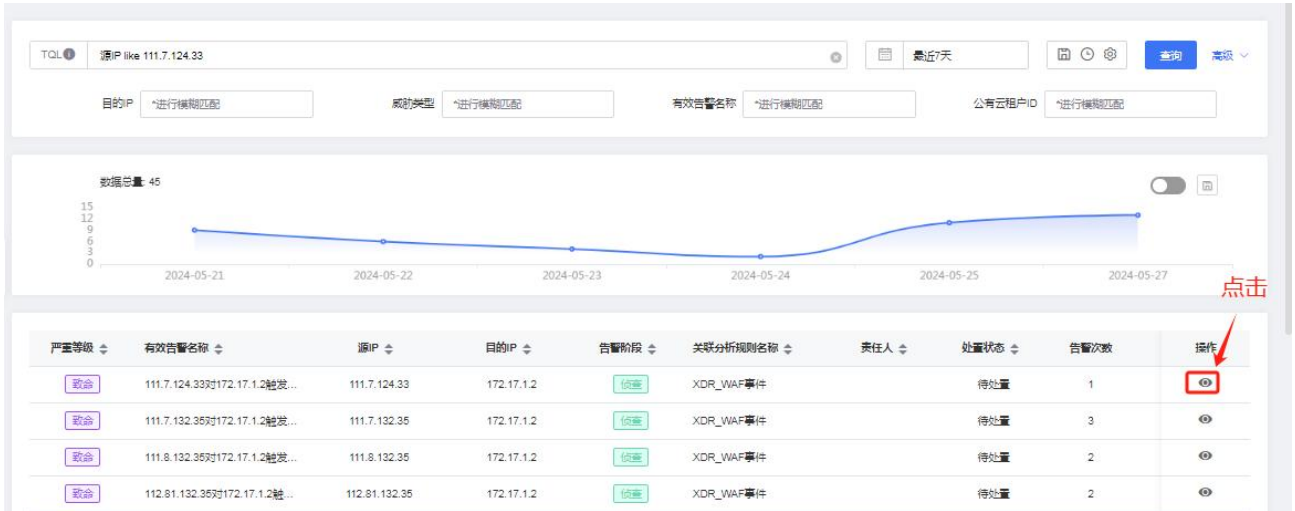 TQL 源IP like 111.7.124.33 最近7天 查询 高级
目的IP *进行模糊匹配 威胁类型 *进行模糊匹配 有效告警名称 *进行模糊匹配 公有云租户ID *进行模糊匹配
数据总量: 45
15
12
9
6
3
0
2024-05-21 2024-05-22 2024-05-23 2024-05-24 2024-05-25 2024-05-27
点击
严重等级 有效告警名称 源IP 目的IP 告警阶段 关联分析规则名称 责任人 处置状态 告警次数 操作
致命 111.7.124.33对172.17.1.2触发... 111.7.124.33 172.17.1.2 侦查 XDR_WAF事件 待处置 1
致命 111.7.132.35对172.17.1.2触发... 111.7.132.35 172.17.1.2 侦查 XDR_WAF事件 待处置 3
致命 111.8.132.35对172.17.1.2触发... 111.8.132.35 172.17.1.2 侦查 XDR_WAF事件 待处置 2
致命 112.81.132.35对172.17.1.2触... 112.81.132.35 172.17.1.2 侦查 XDR_WAF事件 待处置 2